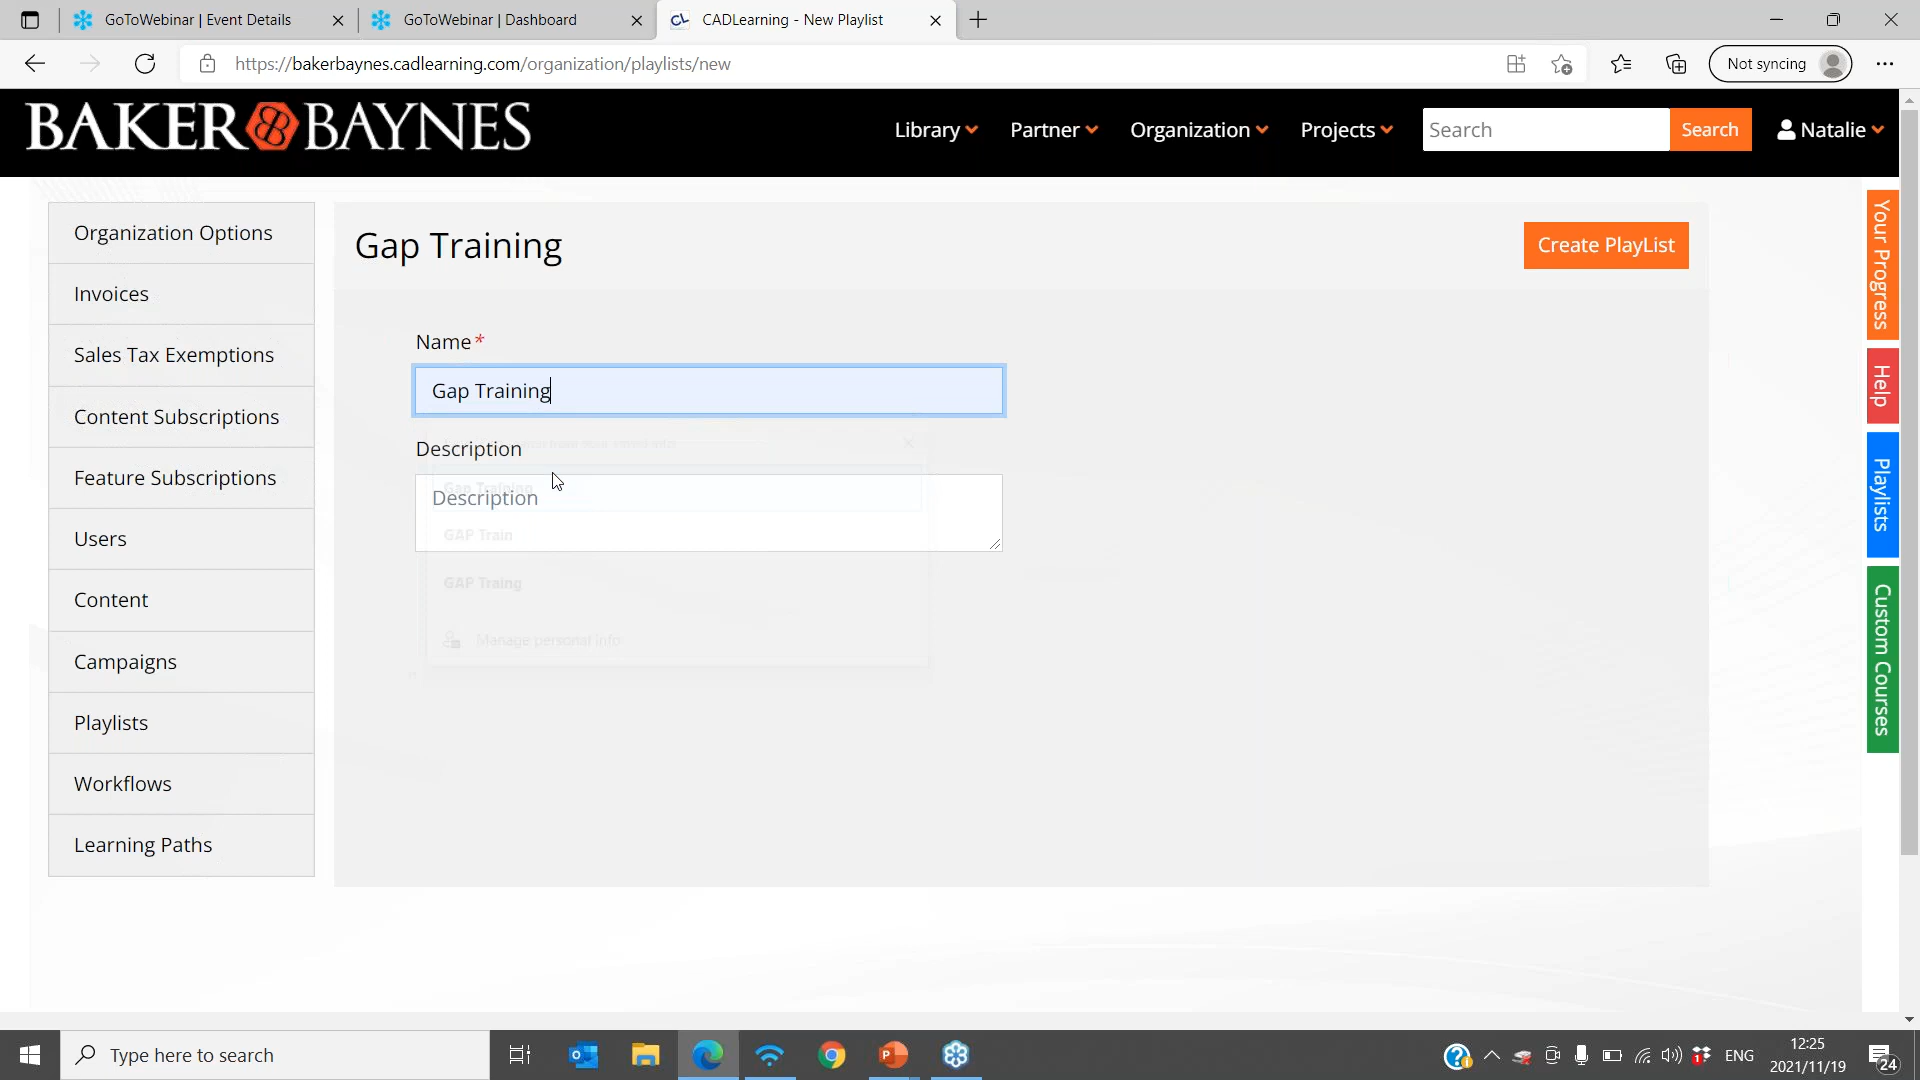 GoToWebinar | Event Details
GoToWebinar | Dashboard
CADLearning - New Playlist
https://bakerbaynes.cadlearning.com/organization/playlists/new
Not syncing
BAKER BAYNES
Library
Partner
Organization
Projects
Search
Search
Natalie
Organization Options
Invoices
Sales Tax Exemptions
Content Subscriptions
Feature Subscriptions
Users
Content
Campaigns
Playlists
Workflows
Learning Paths
Gap Training
Create PlayList
Name*
Gap Training
Description
Gap Training
Description
GAP Train
GAP Traing
Manage personal info
Your Progress
Help
Playlists
Custom Courses
Type here to search
ENG
12:25
2021/11/19
24